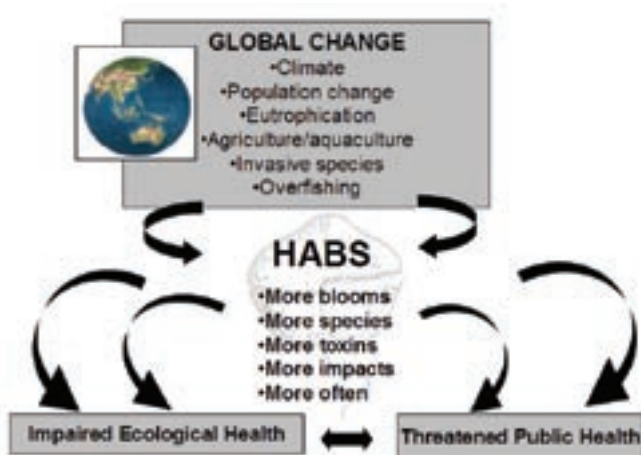 GLOBAL CHANGE
•Climate
•Population change
•Eutrophication
•Agriculture/aquaculture
•Invasive species
•Overfishing
HABS
•More blooms
•More species
•More toxins
•More impacts
•More often
Impaired Ecological Health
Threatened Public Health